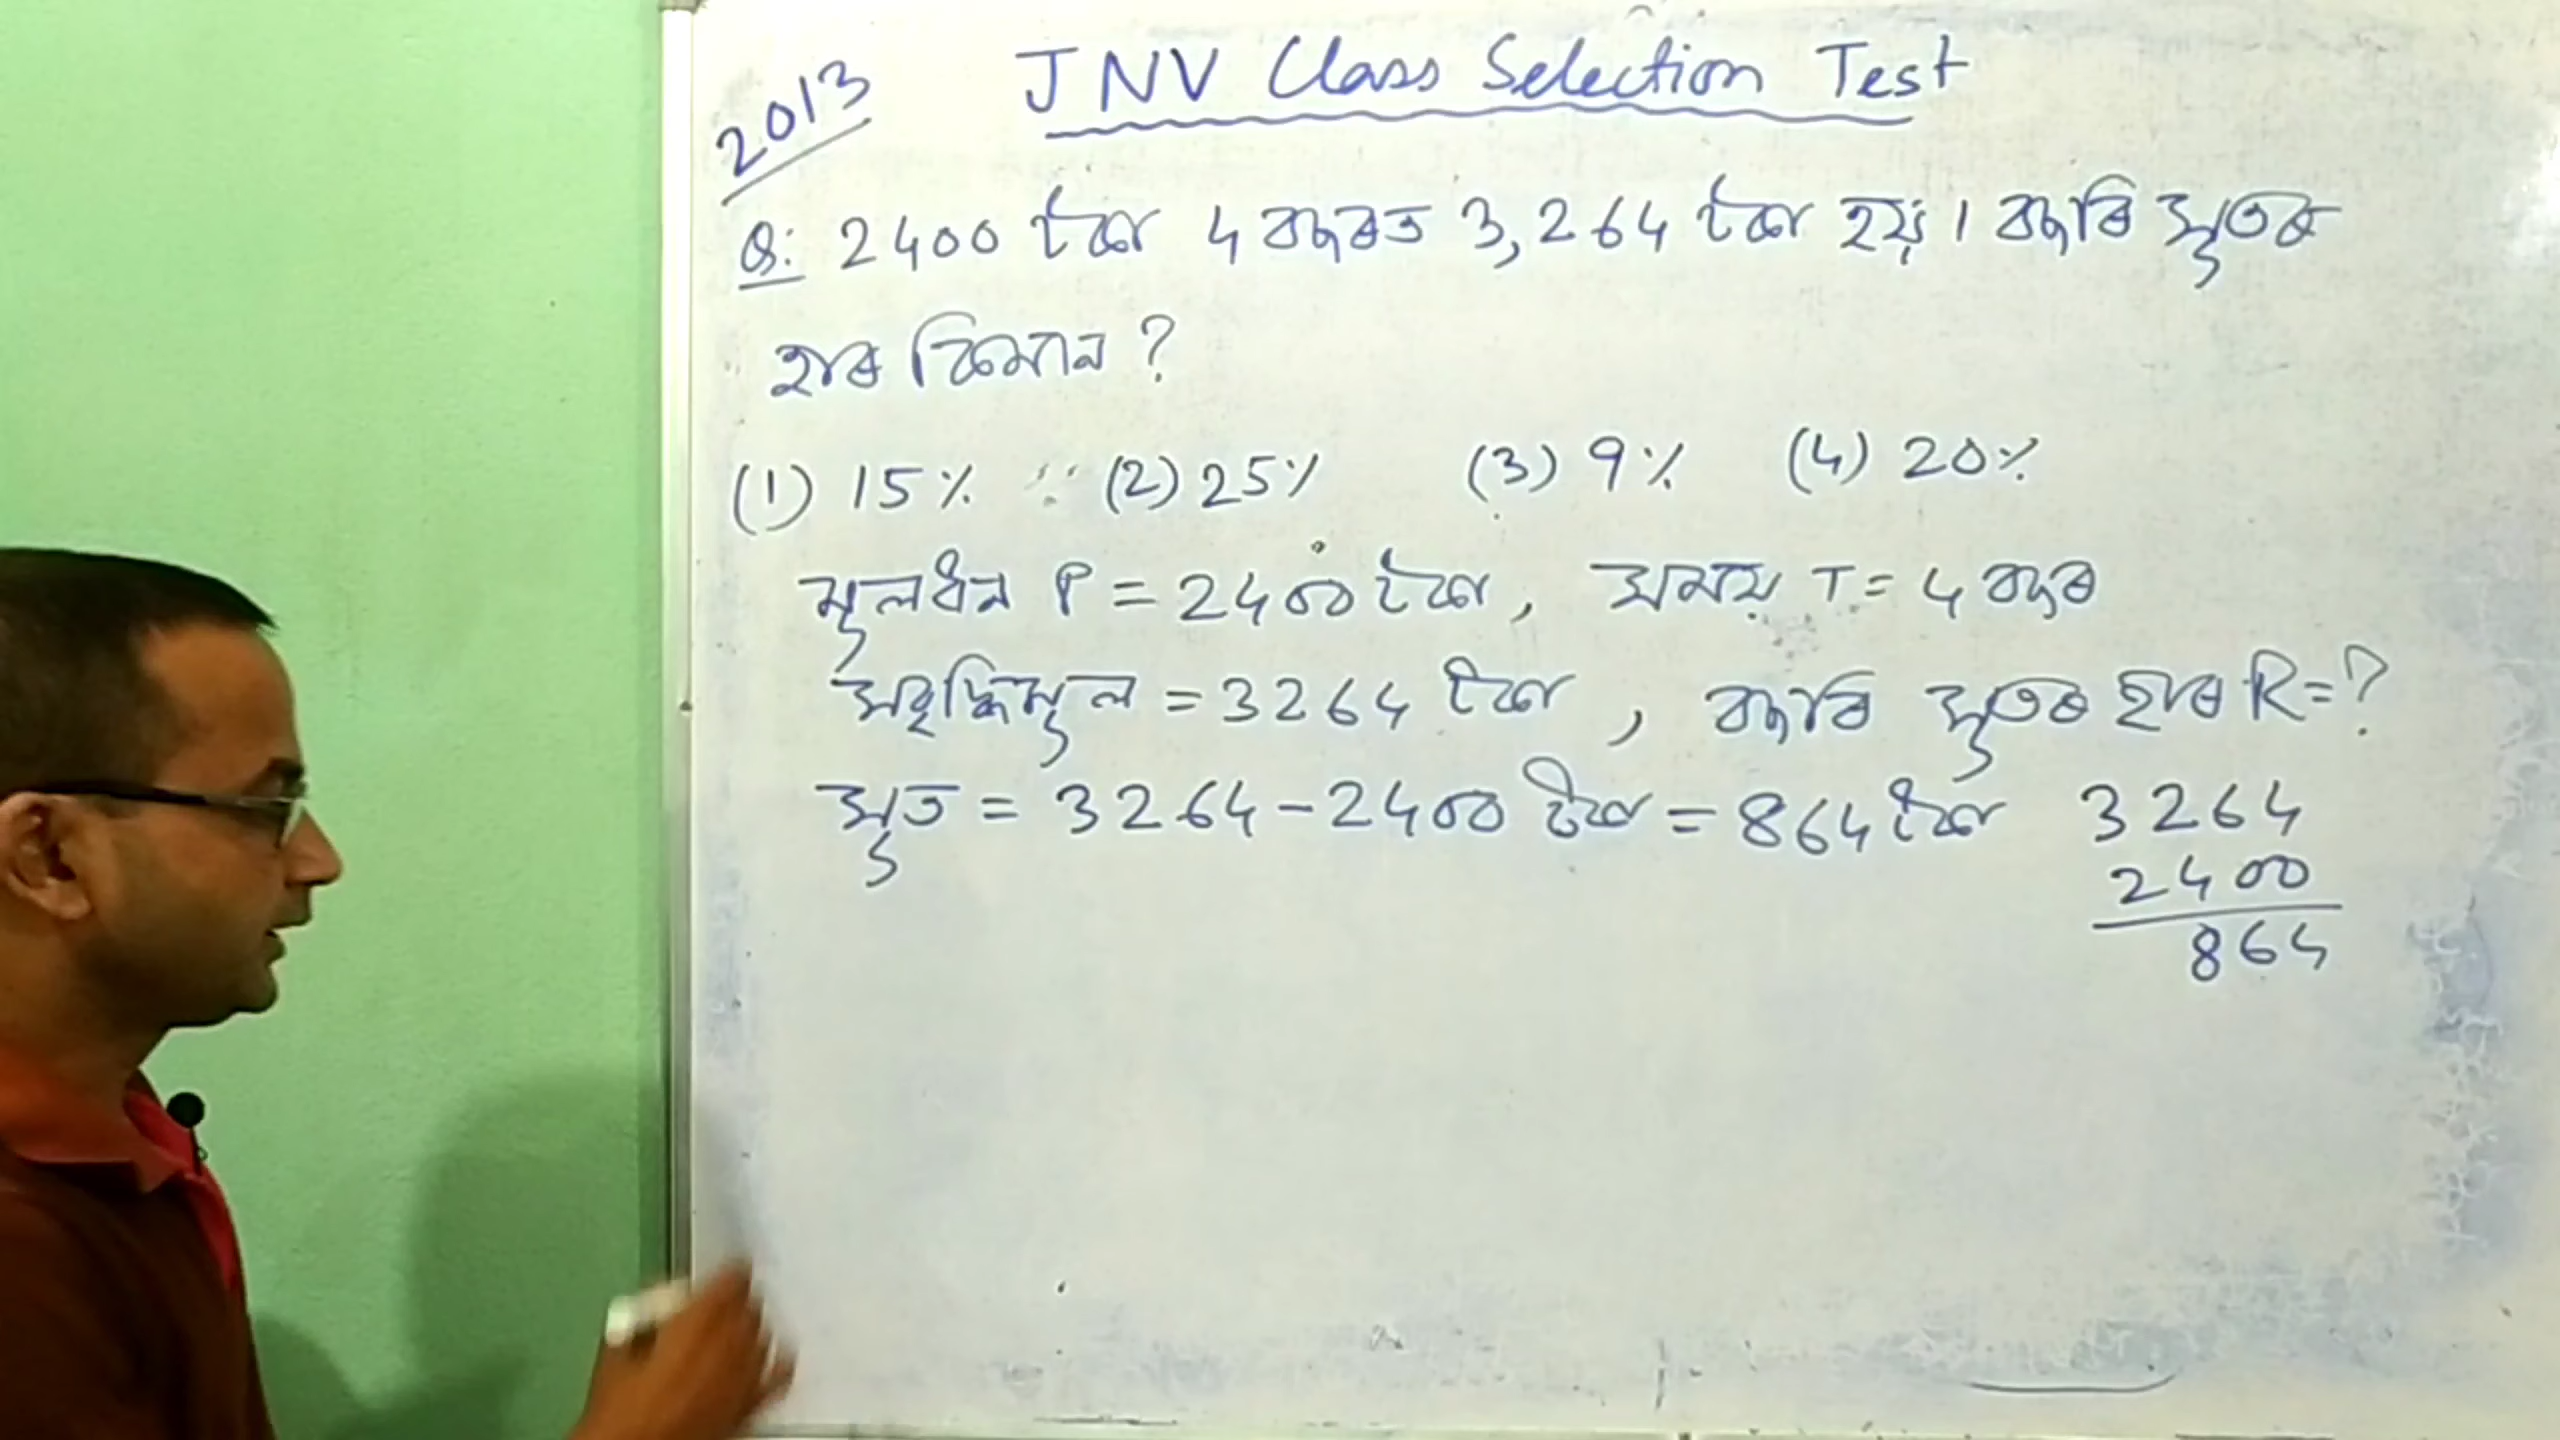 2013
JNV Class Selection Test
Q: 2400 টকা 4 বছৰত 3,264 টকা হয়। বছৰি সুতৰ
হাৰ কিমান ?
(1) 15% (2) 25% (3) 9% (4) 20%
মূলধন P = 2400 টকা, সময় T = 4 বছৰ
সবৃদ্ধিমূল = 3264 টকা , বছৰি সুতৰ হাৰ R = ?
সুত = 3264 - 2400 টকা = 864 টকা
3264
2400
864